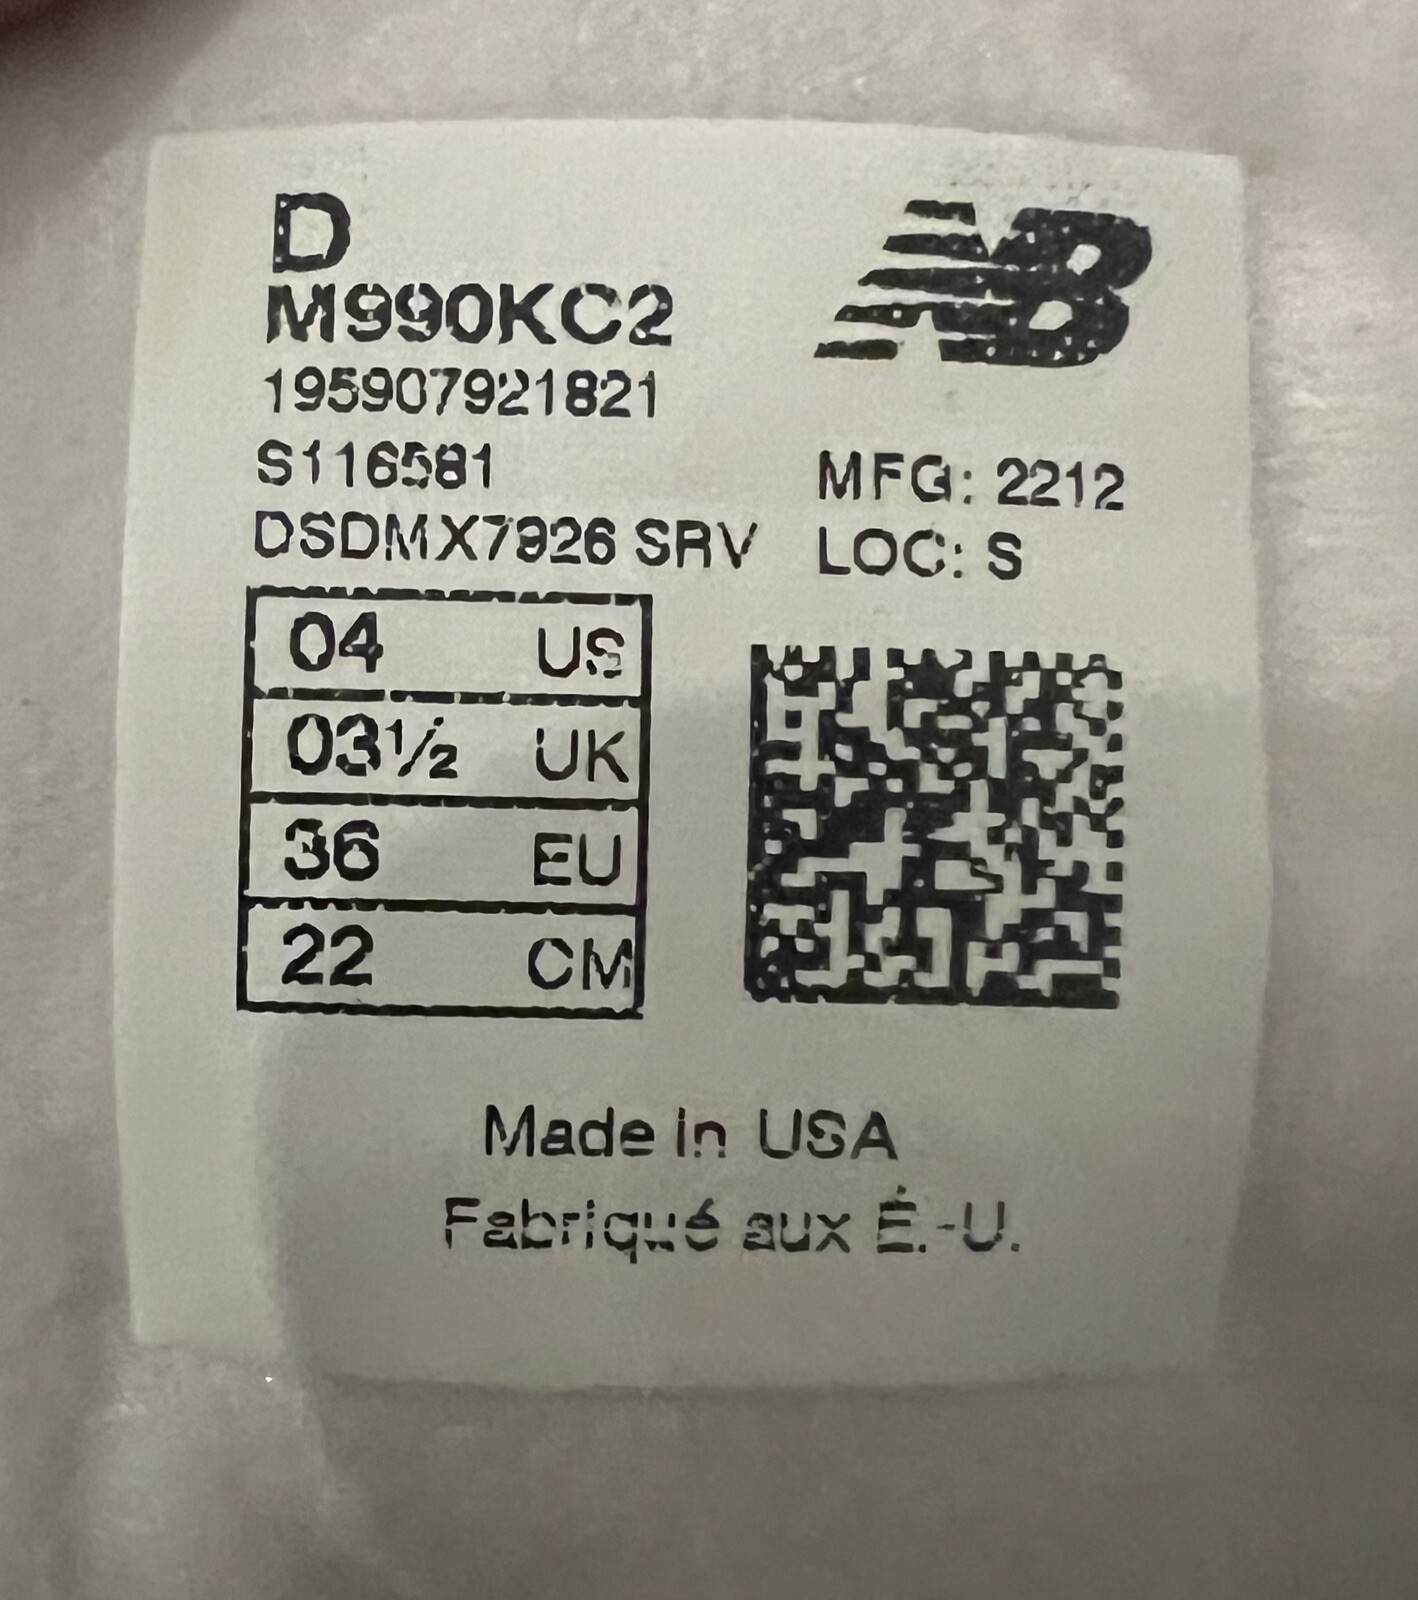 D
NB
M990KC2
195907921821
S116581
DSDMX7926 SRV
MFG: 2212
LOC: S
04 US
03½ UK
36 EU
22 CM
Made in USA
Fabriqué aux É.-U.